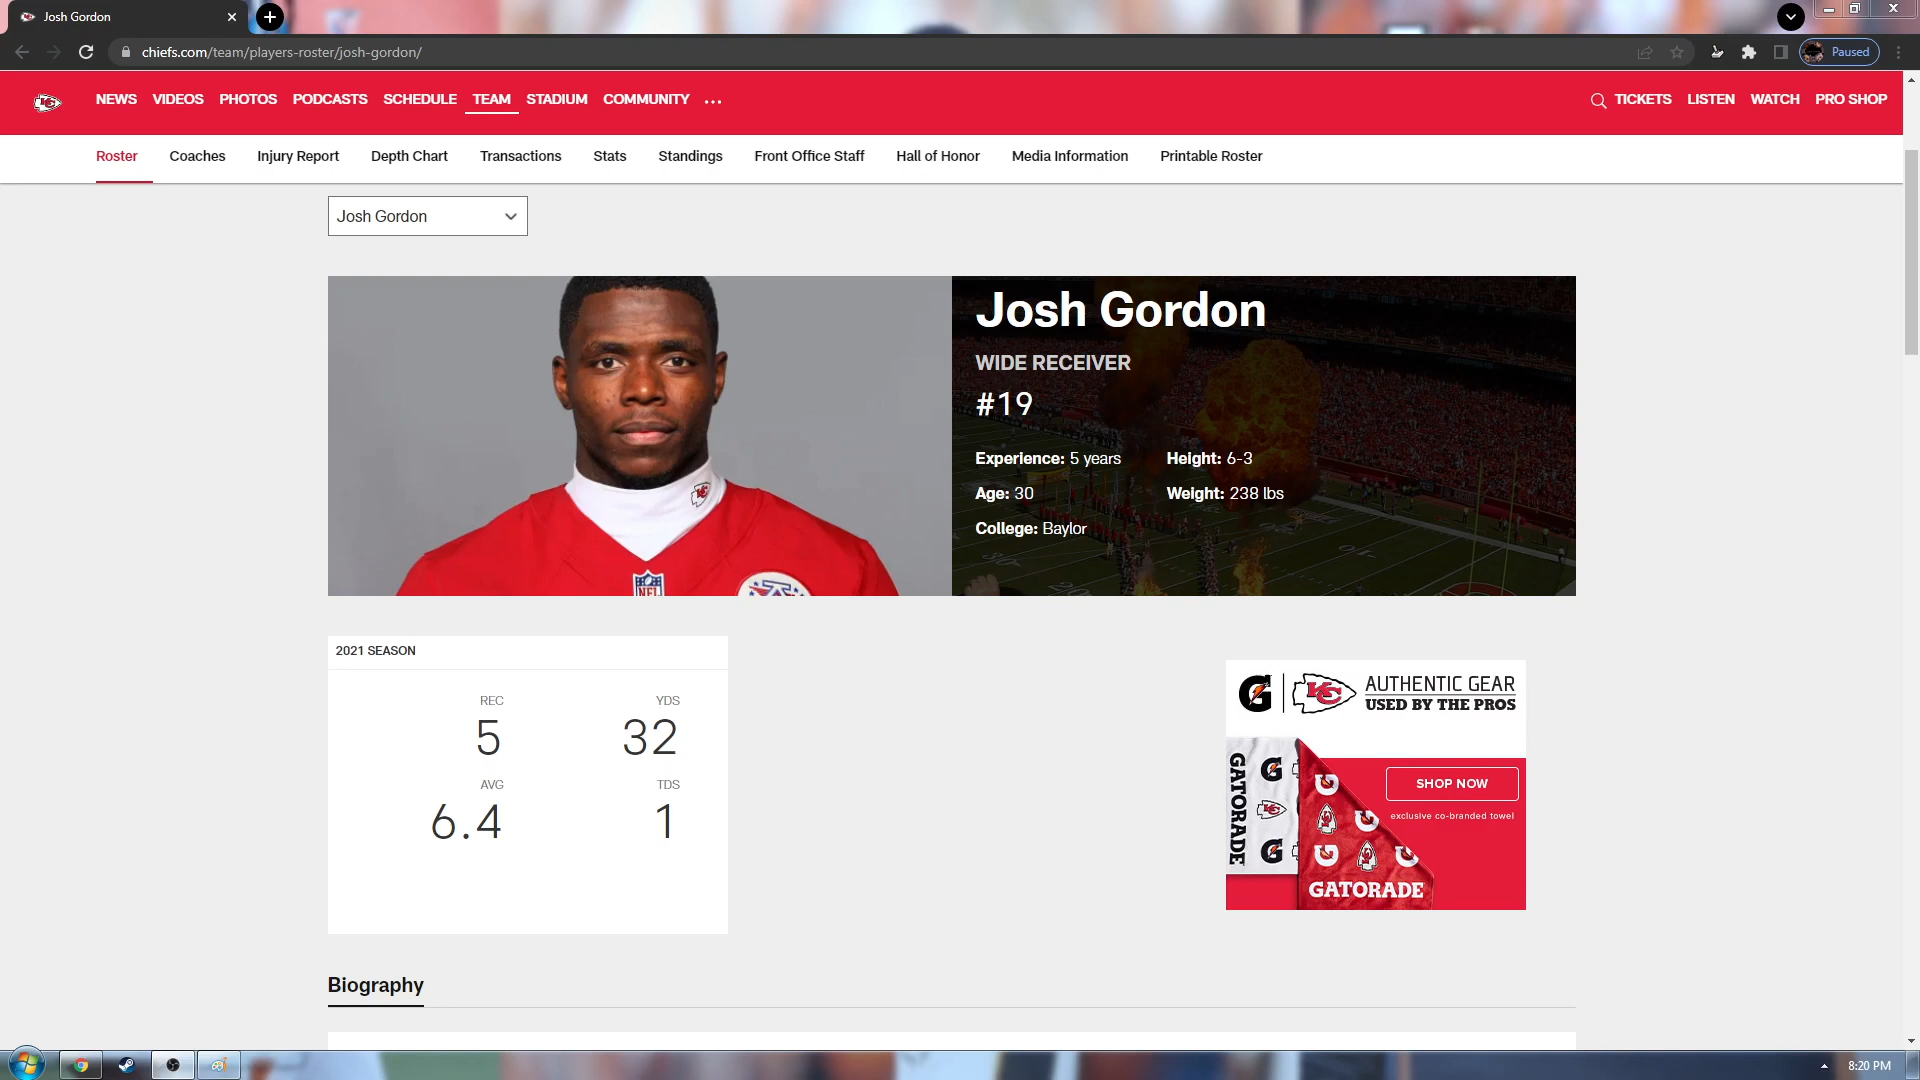 Josh Gordon
chiefs.com/team/players-roster/josh-gordon/
Paused
NEWS VIDEOS PHOTOS PODCASTS SCHEDULE TEAM STADIUM COMMUNITY ...
TICKETS LISTEN WATCH PRO SHOP
Roster Coaches Injury Report Depth Chart Transactions Stats Standings Front Office Staff Hall of Honor Media Information Printable Roster
Josh Gordon
Josh Gordon
WIDE RECEIVER
#19
Experience: 5 years Height: 6-3
Age: 30 Weight: 238 lbs
College: Baylor
KC
NFL
2021 SEASON
REC YDS
5 32
AVG TDS
6.4 1
G KC AUTHENTIC GEAR
USED BY THE PROS
GATORADE
SHOP NOW
exclusive co-branded towel
GATORADE
Biography
8:20 PM